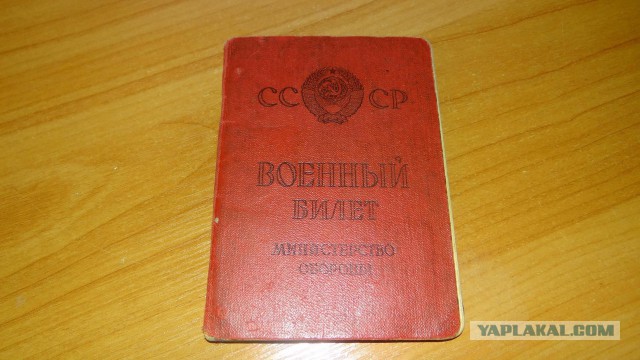 СССР
ВОЕННЫЙ
БИЛЕТ
МИНИСТЕРСТВО
ОБОРОНЫ
YAPLAKAL.COM